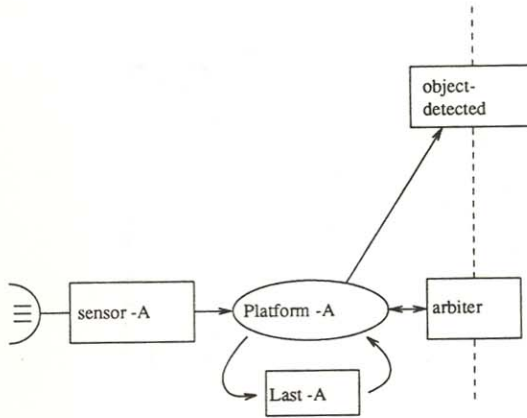 object-
detected
sensor -A
Platform -A
arbiter
Last -A